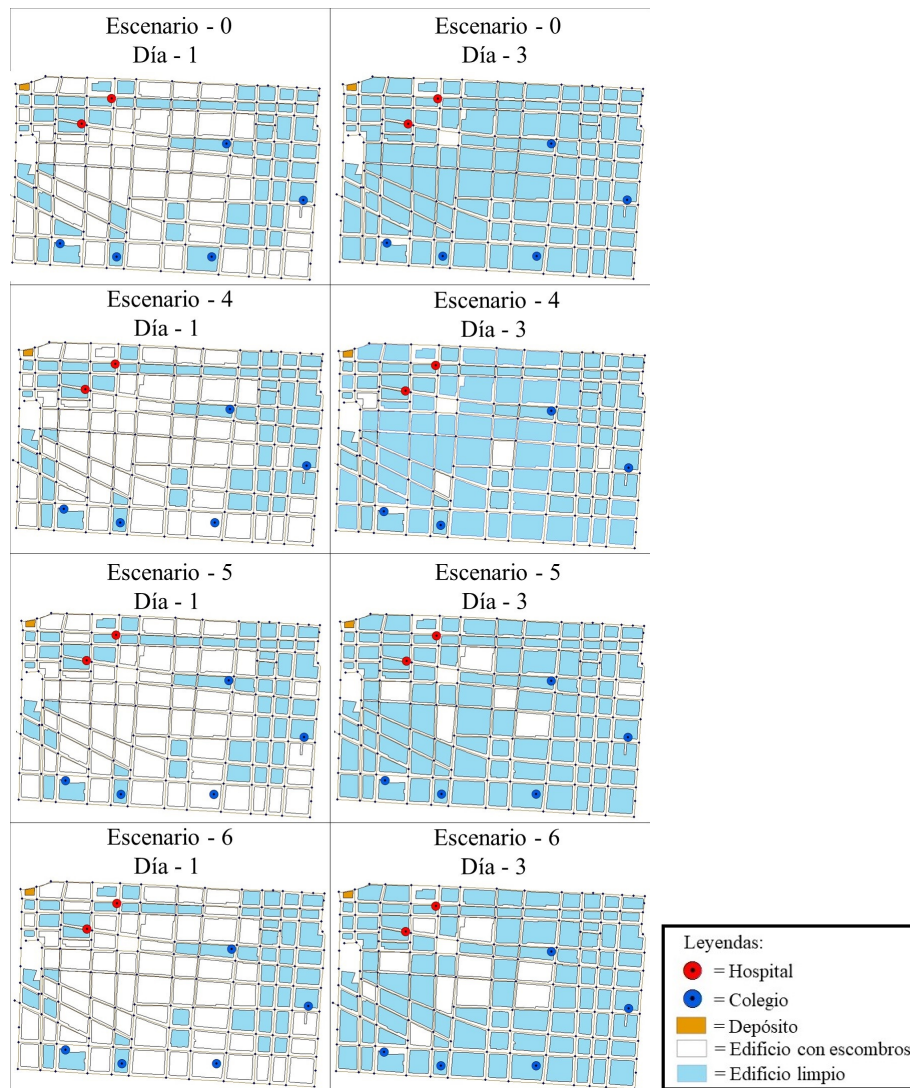 Escenario - 0
Día - 1
Escenario - 0
Día - 3
Escenario - 4
Día - 1
Escenario - 4
Día - 3
Escenario - 5
Día - 1
Escenario - 5
Día - 3
Escenario - 6
Día - 1
Escenario - 6
Día - 3
Leyendas:
= Hospital
= Colegio
= Depósito
= Edificio con escombros
= Edificio limpio